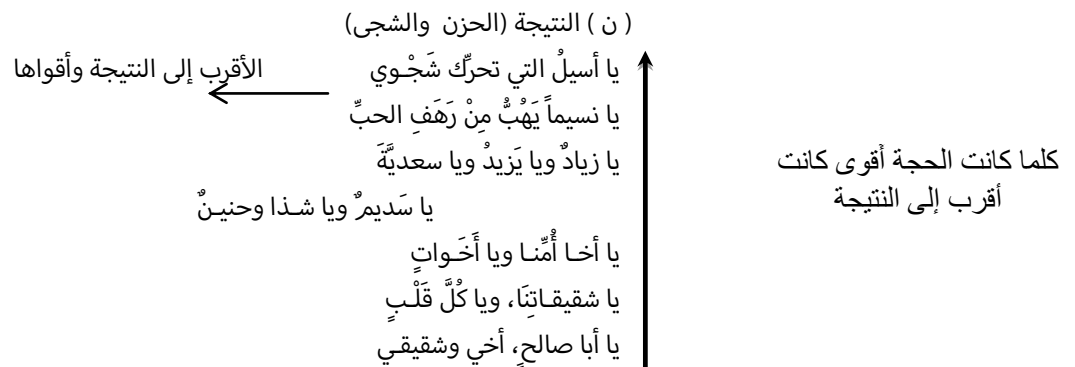 ( ن ) النتيجة (الحزن والشجى)
يا أسيلُ التي تحرِّك شَجْـوي
الأقرب إلى النتيجة وأقواها
يا نسيماً يَهُبُّ مِنْ رَهَفِ الحبِّ
يا زيادٌ ويا يَزيدُ ويا سعديَّةَ
يا سَديمٌ ويا شـذا وحنيـنٌ
يا أخـا أُمِّنـا ويا أَخَـواتٍ
يا شقيقـاتِنَا، ويا كُلَّ قَلْـبٍ
يا أبا صالحٍ، أخي وشقيقـي
كلما كانت الحجة أقوى كانت
أقرب إلى النتيجة